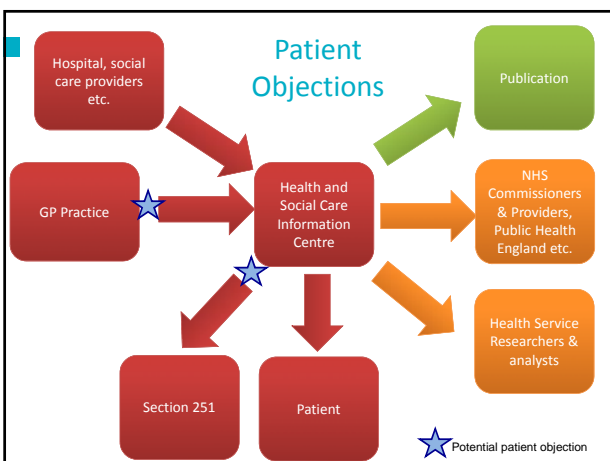 Patient
Objections
Hospital, social
care providers
etc.
Publication
GP Practice
Health and
Social Care
Information
Centre
NHS
Commissioners
& Providers,
Public Health
England etc.
Health Service
Researchers &
analysts
Section 251
Patient
Potential patient objection